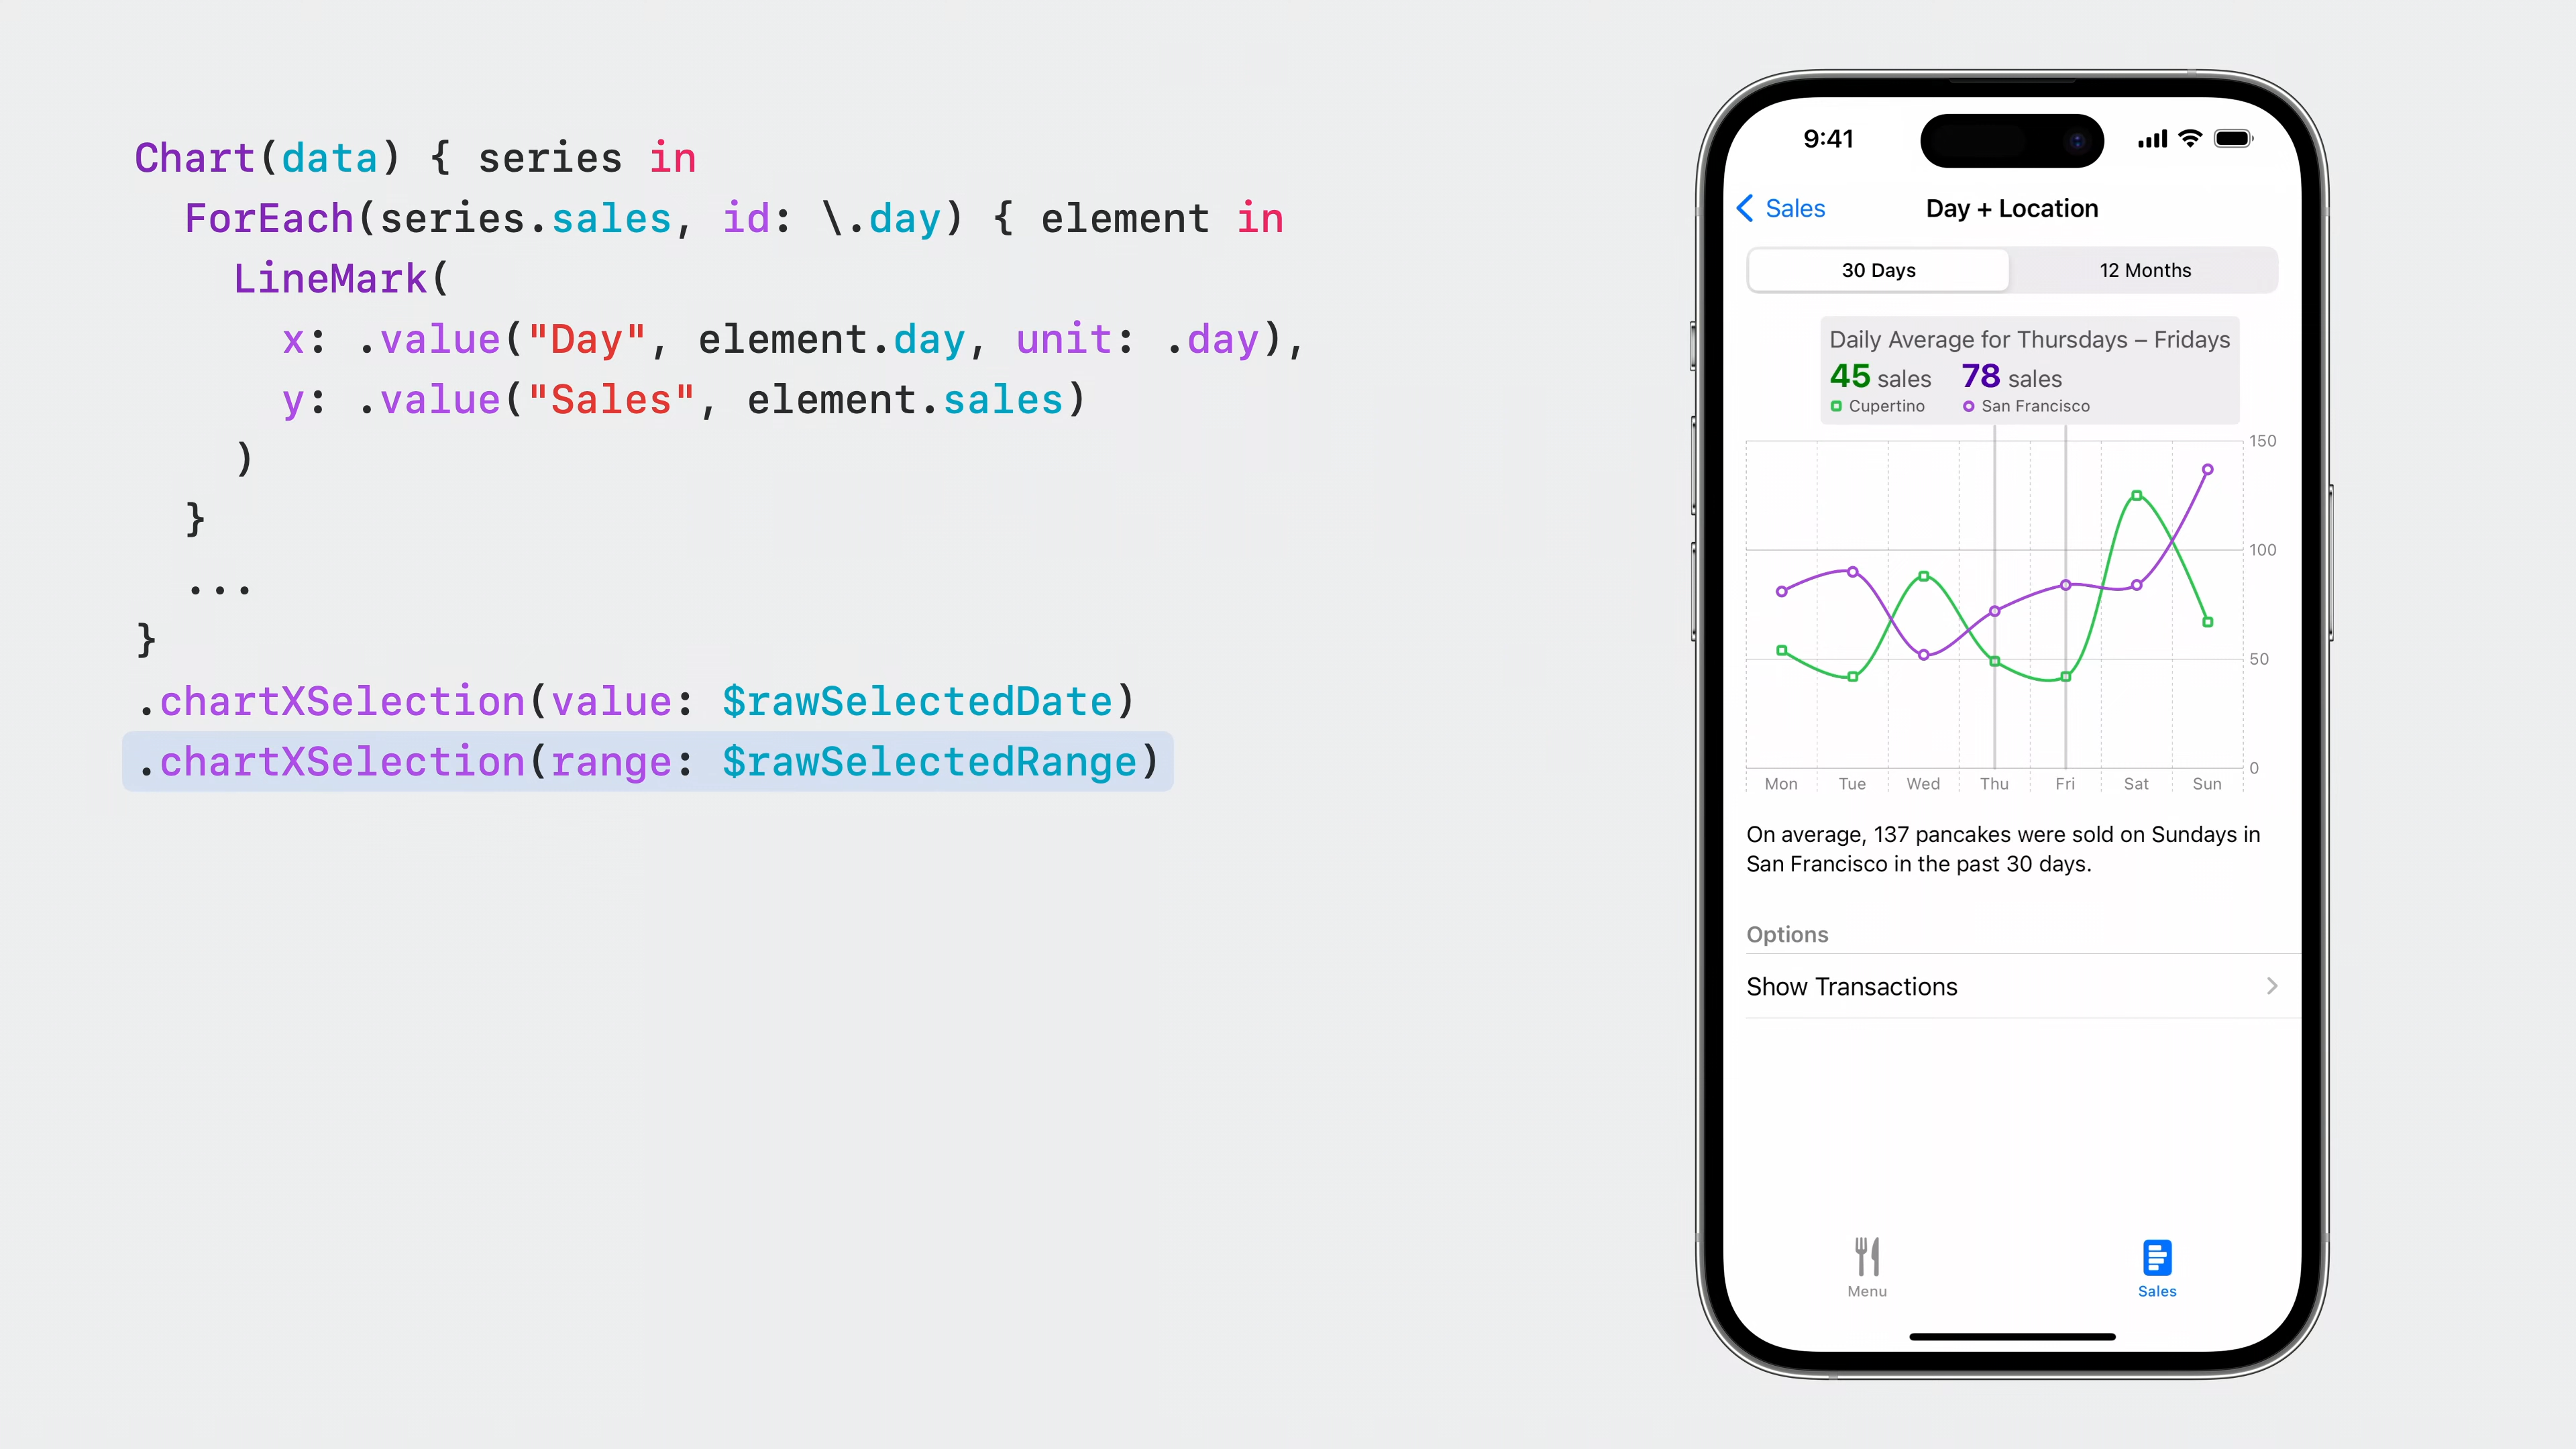 Chart(data) { series in
ForEach(series.sales, id: \.day) { element in
LineMark(
x: .value("Day", element.day, unit: .day),
y: .value("Sales", element.sales)
)
}
...
}
.chartXSelection(value: $rawSelectedDate)
.chartXSelection(range: $rawSelectedRange)
9:41
Sales
Day + Location
30 Days
12 Months
Daily Average for Thursdays – Fridays
45 sales
78 sales
Cupertino
San Francisco
150
100
50
0
Mon
Tue
Wed
Thu
Fri
Sat
Sun
On average, 137 pancakes were sold on Sundays in
San Francisco in the past 30 days.
Options
Show Transactions
Menu
Sales